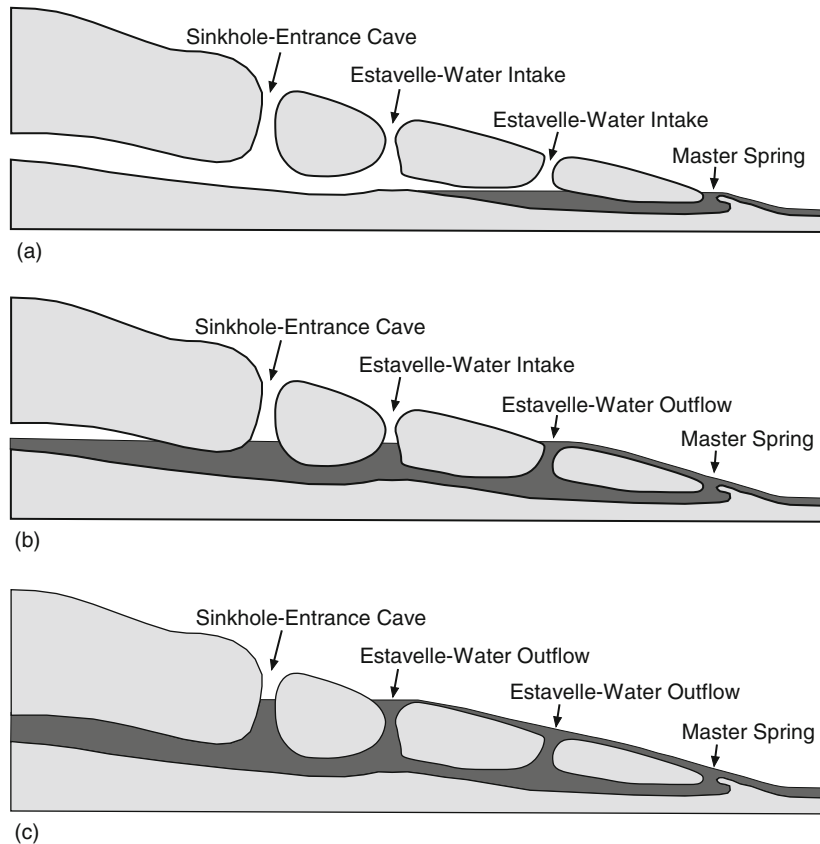 Sinkhole-Entrance Cave
Estavelle-Water Intake
Estavelle-Water Intake
Master Spring
(a)
Sinkhole-Entrance Cave
Estavelle-Water Intake
Estavelle-Water Outflow
Master Spring
(b)
Sinkhole-Entrance Cave
Estavelle-Water Outflow
Estavelle-Water Outflow
Master Spring
(c)